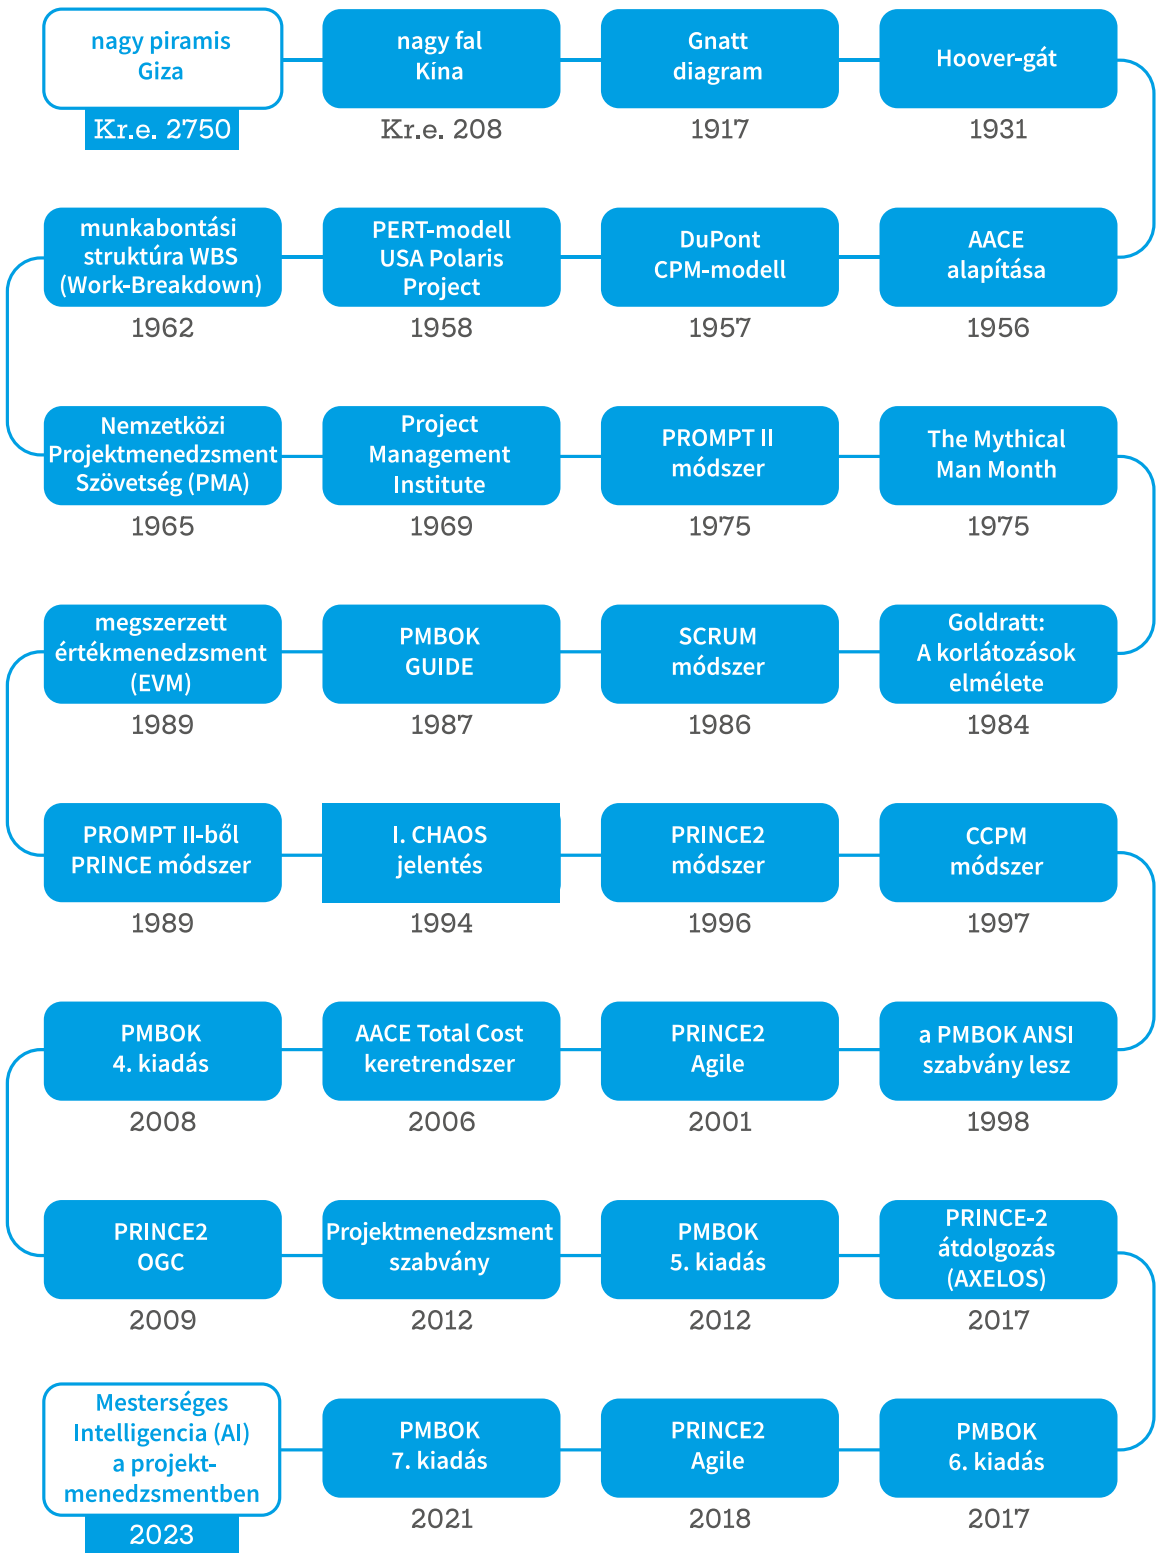 nagy piramis
Giza
Kr.e. 2750
nagy fal
Kína
Kr.e. 208
Gnatt
diagram
1917
Hoover-gát
1931
AACE
alapítása
1956
DuPont
CPM-modell
1957
PERT-modell
USA Polaris
Project
1958
munkabontási
struktúra WBS
(Work-Breakdown)
1962
Nemzetközi
Projektmenedzsment
Szövetség (PMA)
1965
Project
Management
Institute
1969
PROMPT II
módszer
1975
The Mythical
Man Month
1975
Goldratt:
A korlátozások
elmélete
1984
SCRUM
módszer
1986
PMBOK
GUIDE
1987
megszerzett
értékmenedzsment
(EVM)
1989
PROMPT II-ből
PRINCE módszer
1989
I. CHAOS
jelentés
1994
PRINCE2
módszer
1996
CCPM
módszer
1997
a PMBOK ANSI
szabvány lesz
1998
PRINCE2
Agile
2001
AACE Total Cost
keretrendszer
2006
PMBOK
4. kiadás
2008
PRINCE2
OGC
2009
Projektmenedzsment
szabvány
2012
PMBOK
5. kiadás
2012
PRINCE-2
átdolgozás
(AXELOS)
2017
PMBOK
6. kiadás
2017
PRINCE2
Agile
2018
PMBOK
7. kiadás
2021
Mesterséges
Intelligencia (AI)
a projekt-
menedzsmentben
2023